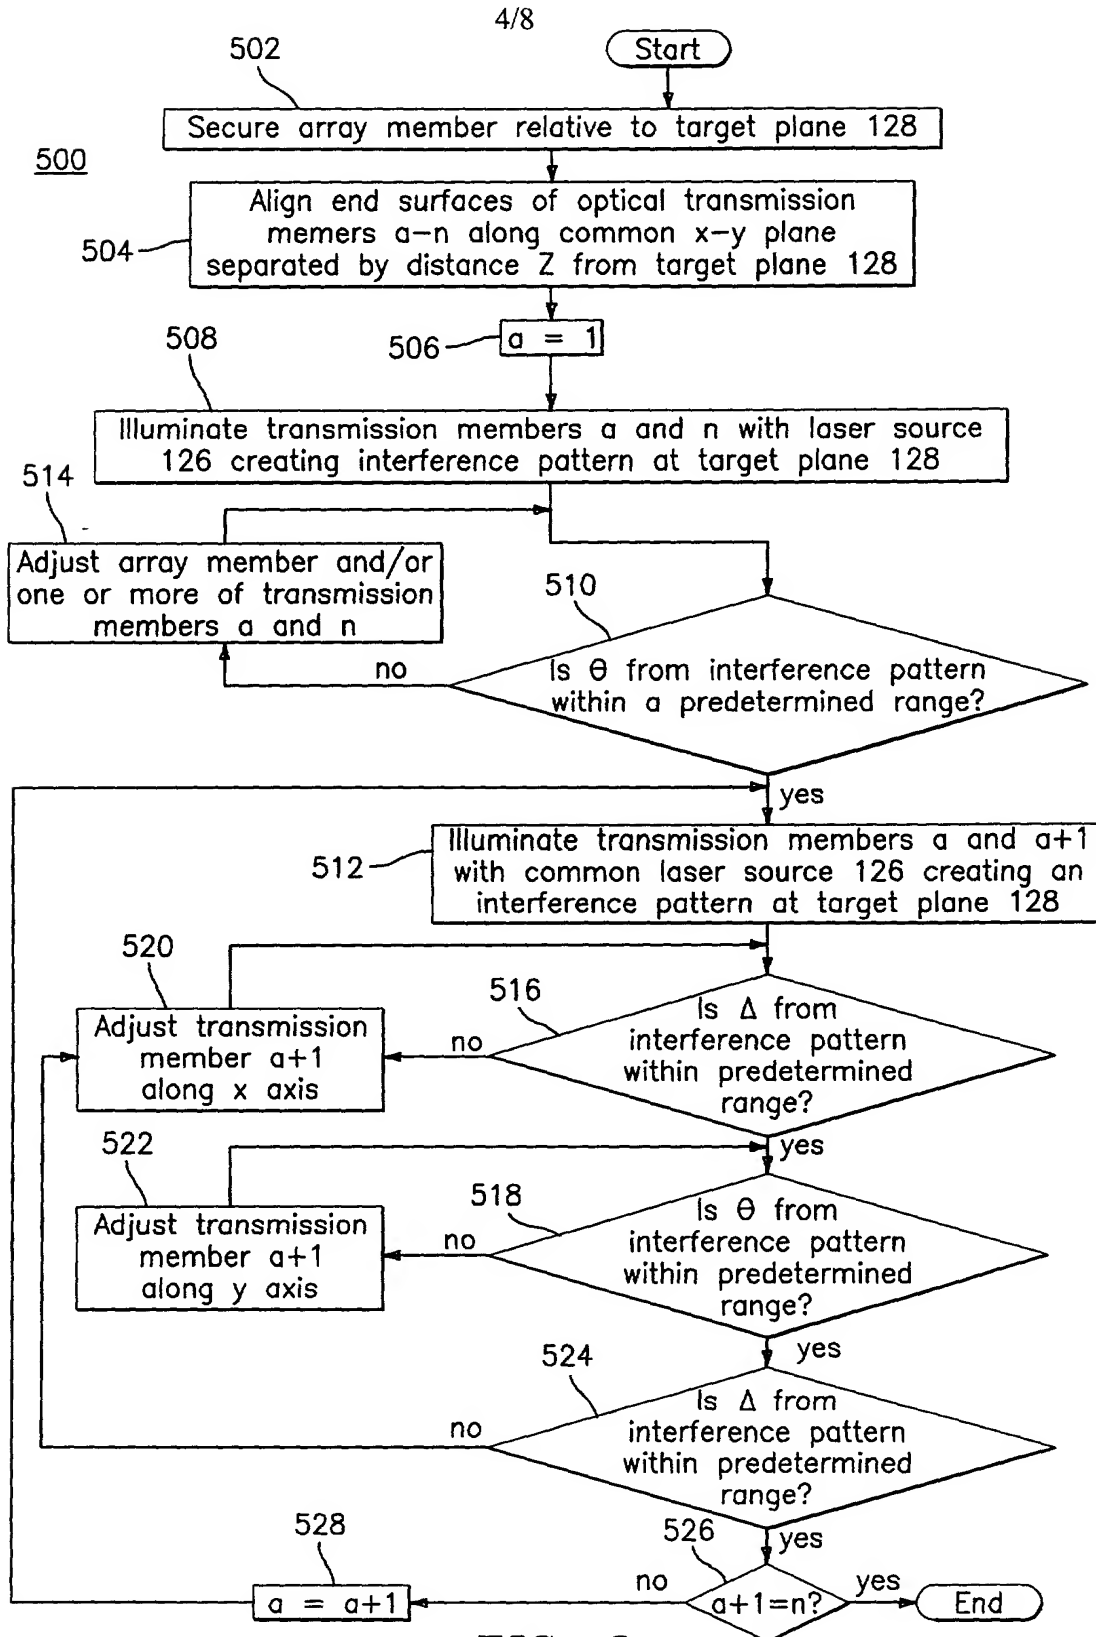 4/8
Start
502
Secure array member relative to target plane 128
500
Align end surfaces of optical transmission
memers a-n along common x-y plane
separated by distance Z from target plane 128
504
506
a = 1
508
Illuminate transmission members a and n with laser source
126 creating interference pattern at target plane 128
514
Adjust array member and/or
one or more of transmission
members a and n
510
Is θ from interference pattern
within a predetermined range?
no
yes
512
Illuminate transmission members a and a+1
with common laser source 126 creating an
interference pattern at target plane 128
520
Adjust transmission
member a+1
along x axis
516
Is Δ from
interference pattern
within predetermined
range?
no
yes
522
Adjust transmission
member a+1
along y axis
518
Is θ from
interference pattern
within predetermined
range?
no
yes
524
Is Δ from
interference pattern
within predetermined
range?
no
yes
526
a+1=n?
no
yes
528
a = a+1
End